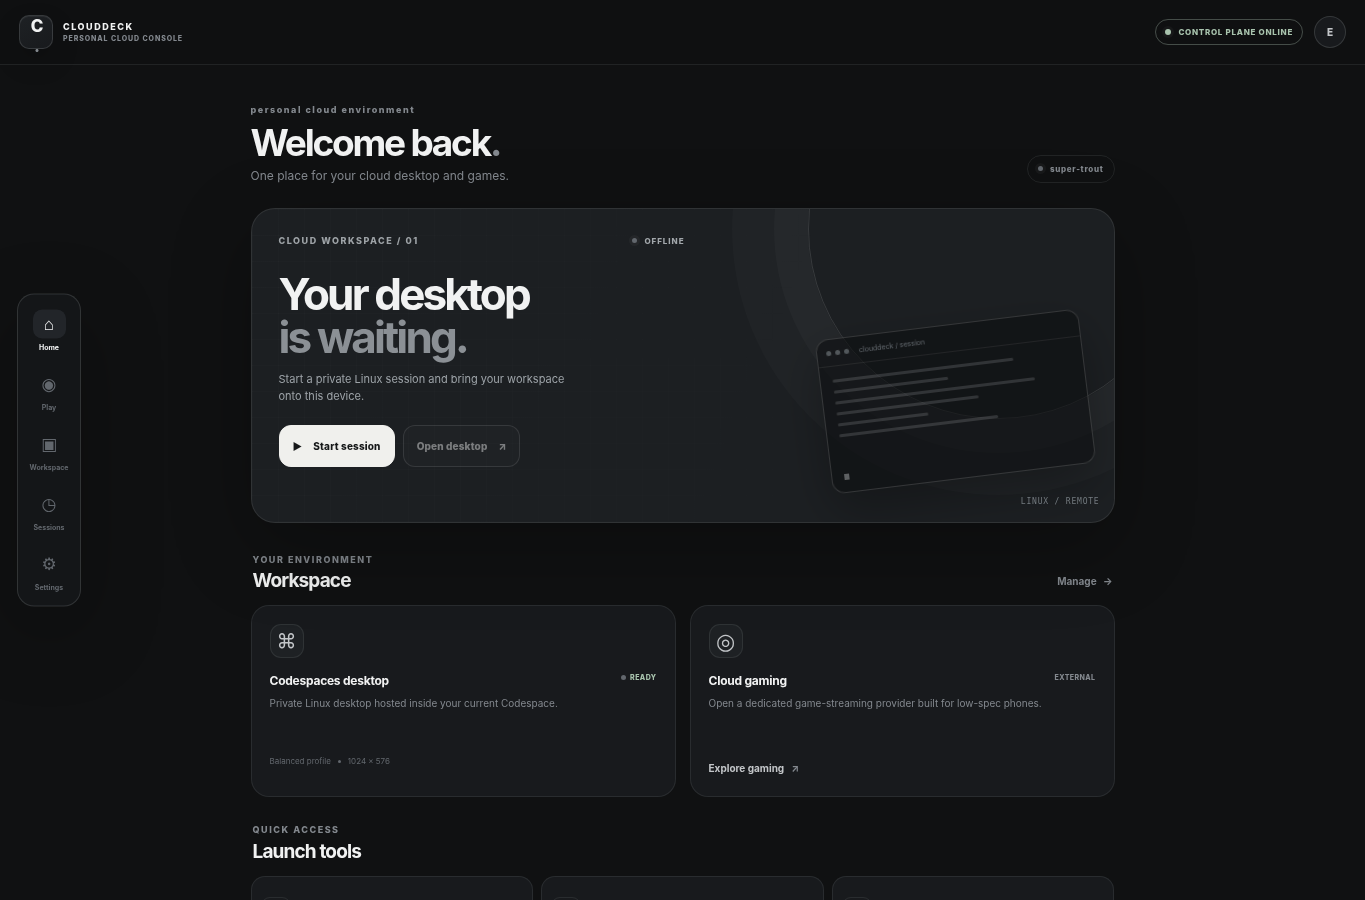 C
CLOUDDECK
PERSONAL CLOUD CONSOLE
CONTROL PLANE ONLINE
E
personal cloud environment
Welcome back.
One place for your cloud desktop and games.
super-trout
CLOUD WORKSPACE / 01
OFFLINE
Your desktop
is waiting.
Start a private Linux session and bring your workspace
onto this device.
▶ Start session
Open desktop ↗
clouddeck / session
LINUX / REMOTE
Home
Play
Workspace
Sessions
Settings
YOUR ENVIRONMENT
Workspace
Manage →
⌘
Codespaces desktop
READY
Private Linux desktop hosted inside your current Codespace.
Balanced profile • 1024 × 576
Cloud gaming
EXTERNAL
Open a dedicated game-streaming provider built for low-spec phones.
Explore gaming ↗
QUICK ACCESS
Launch tools